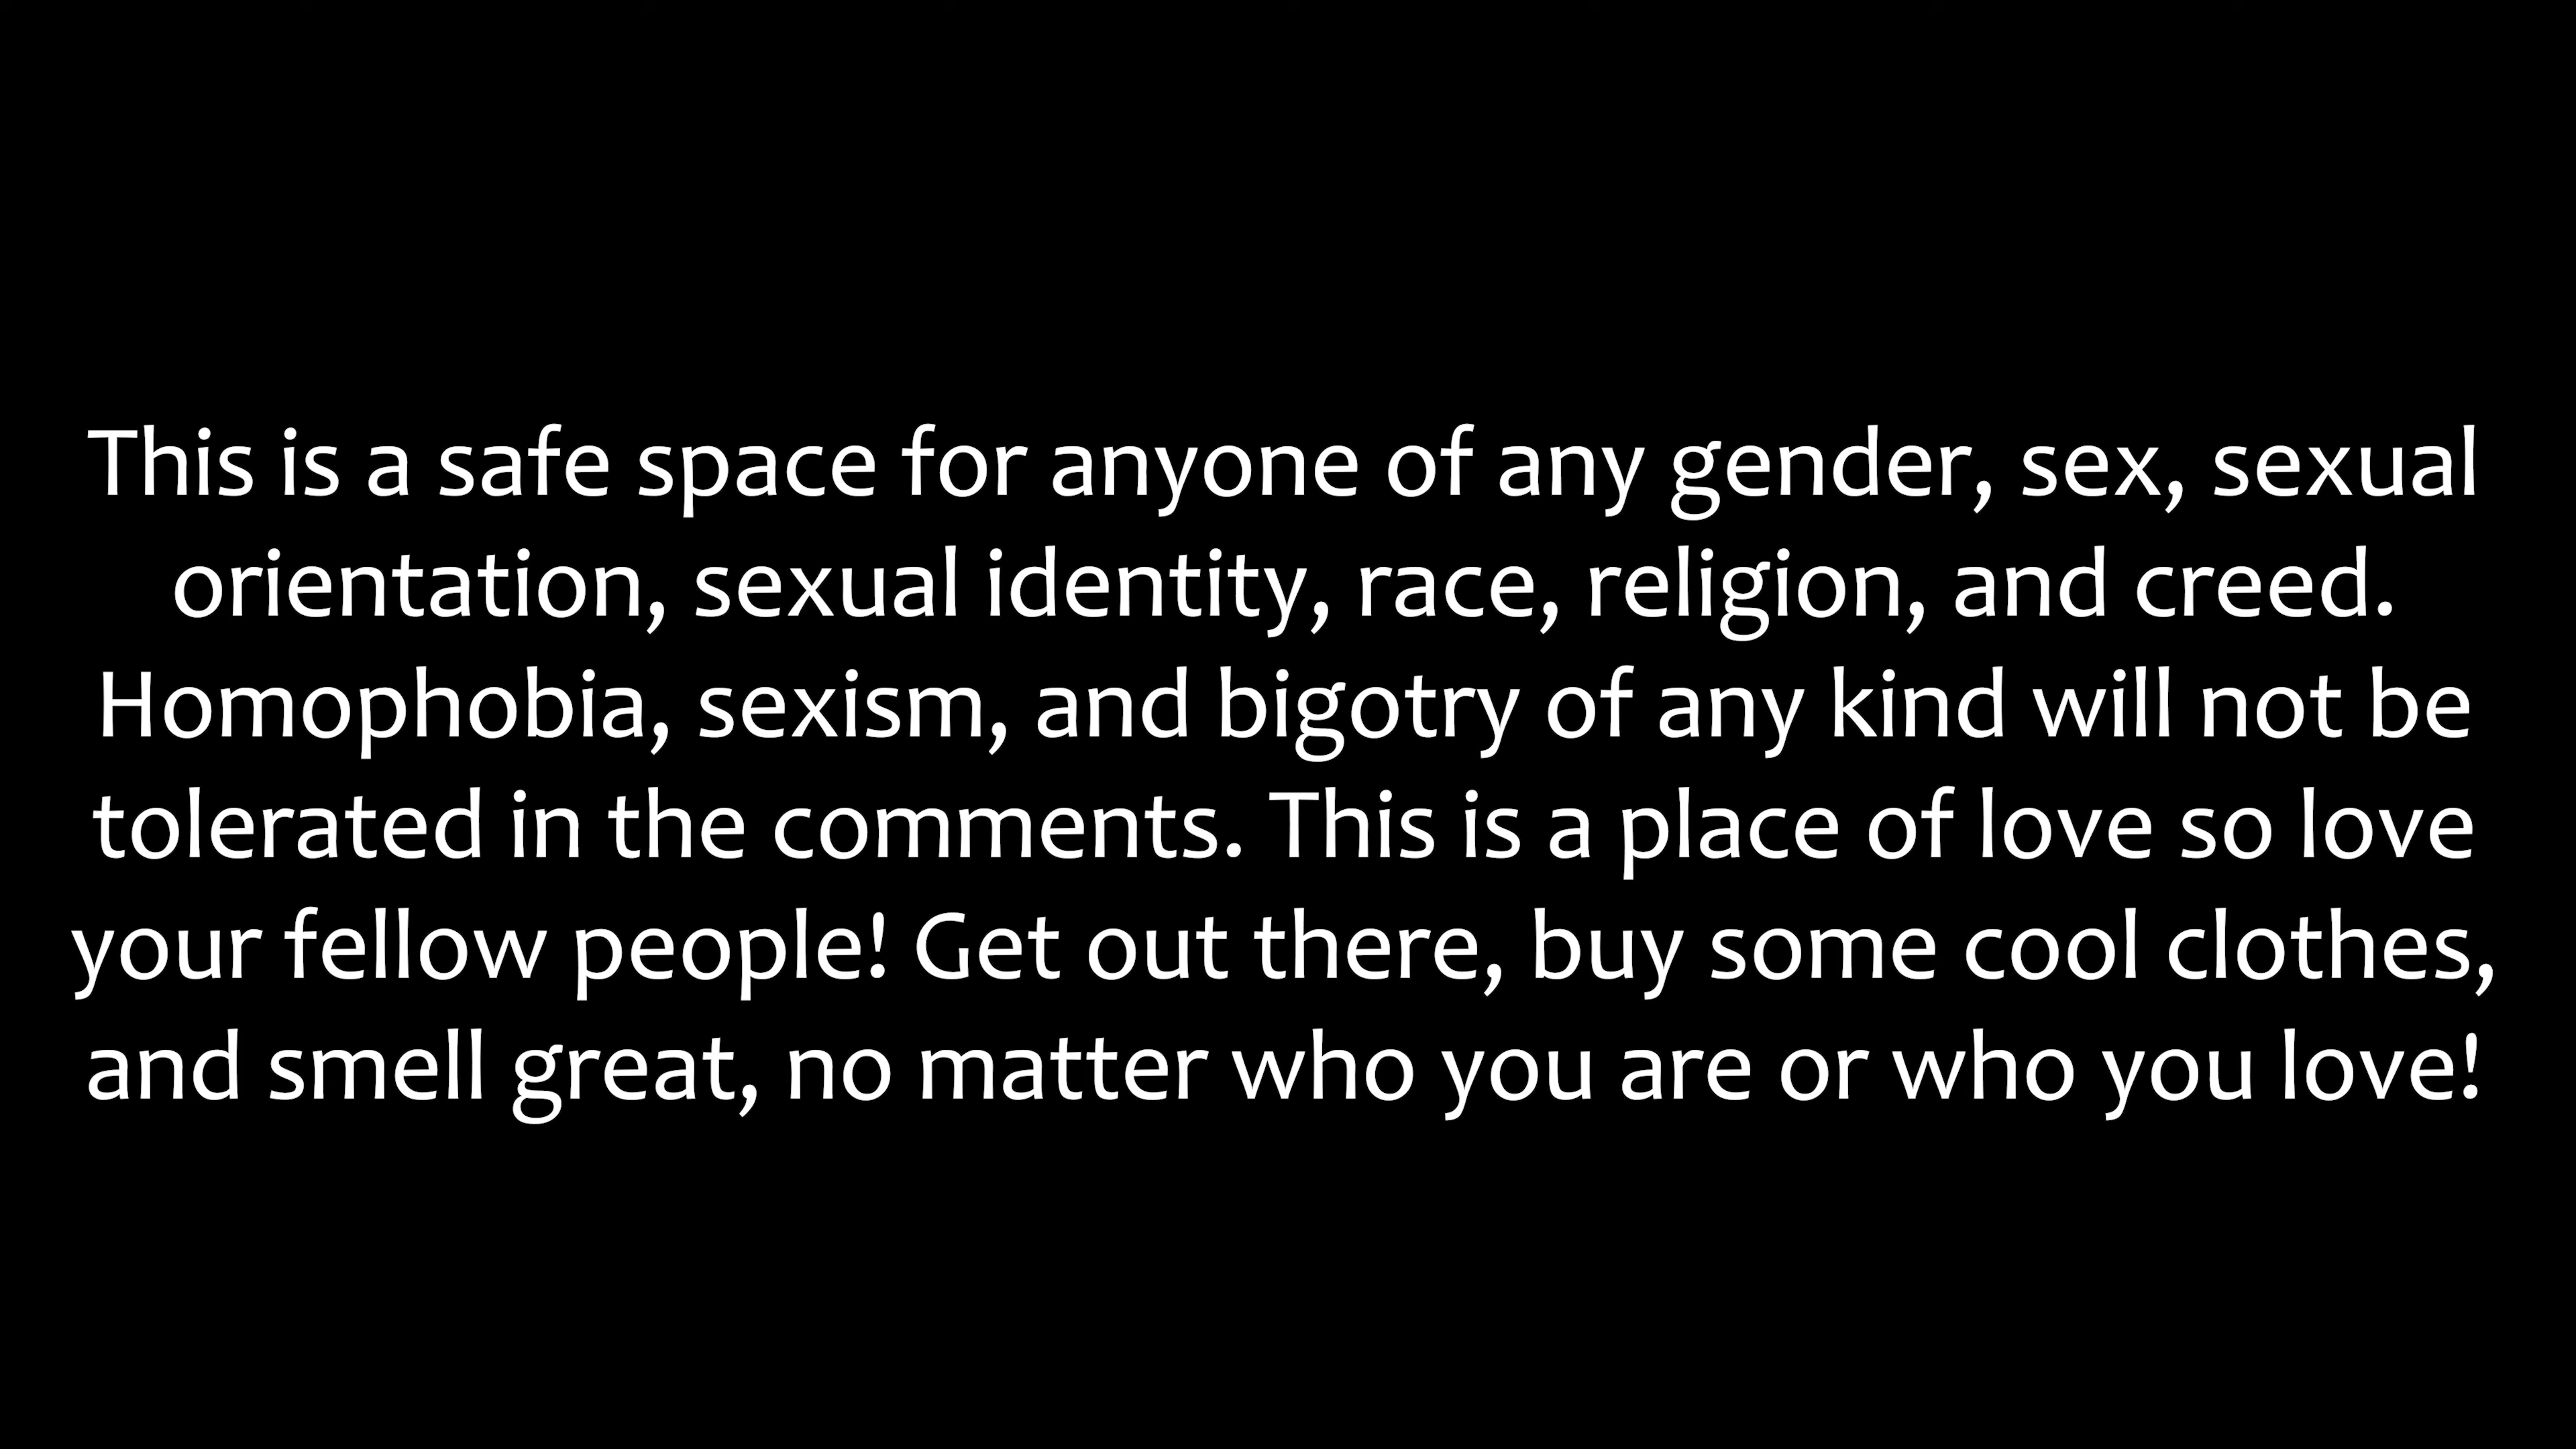 This is a safe space for anyone of any gender, sex, sexual
orientation, sexual identity, race, religion, and creed.
Homophobia, sexism, and bigotry of any kind will not be
tolerated in the comments. This is a place of love so love
your fellow people! Get out there, buy some cool clothes,
and smell great, no matter who you are or who you love!